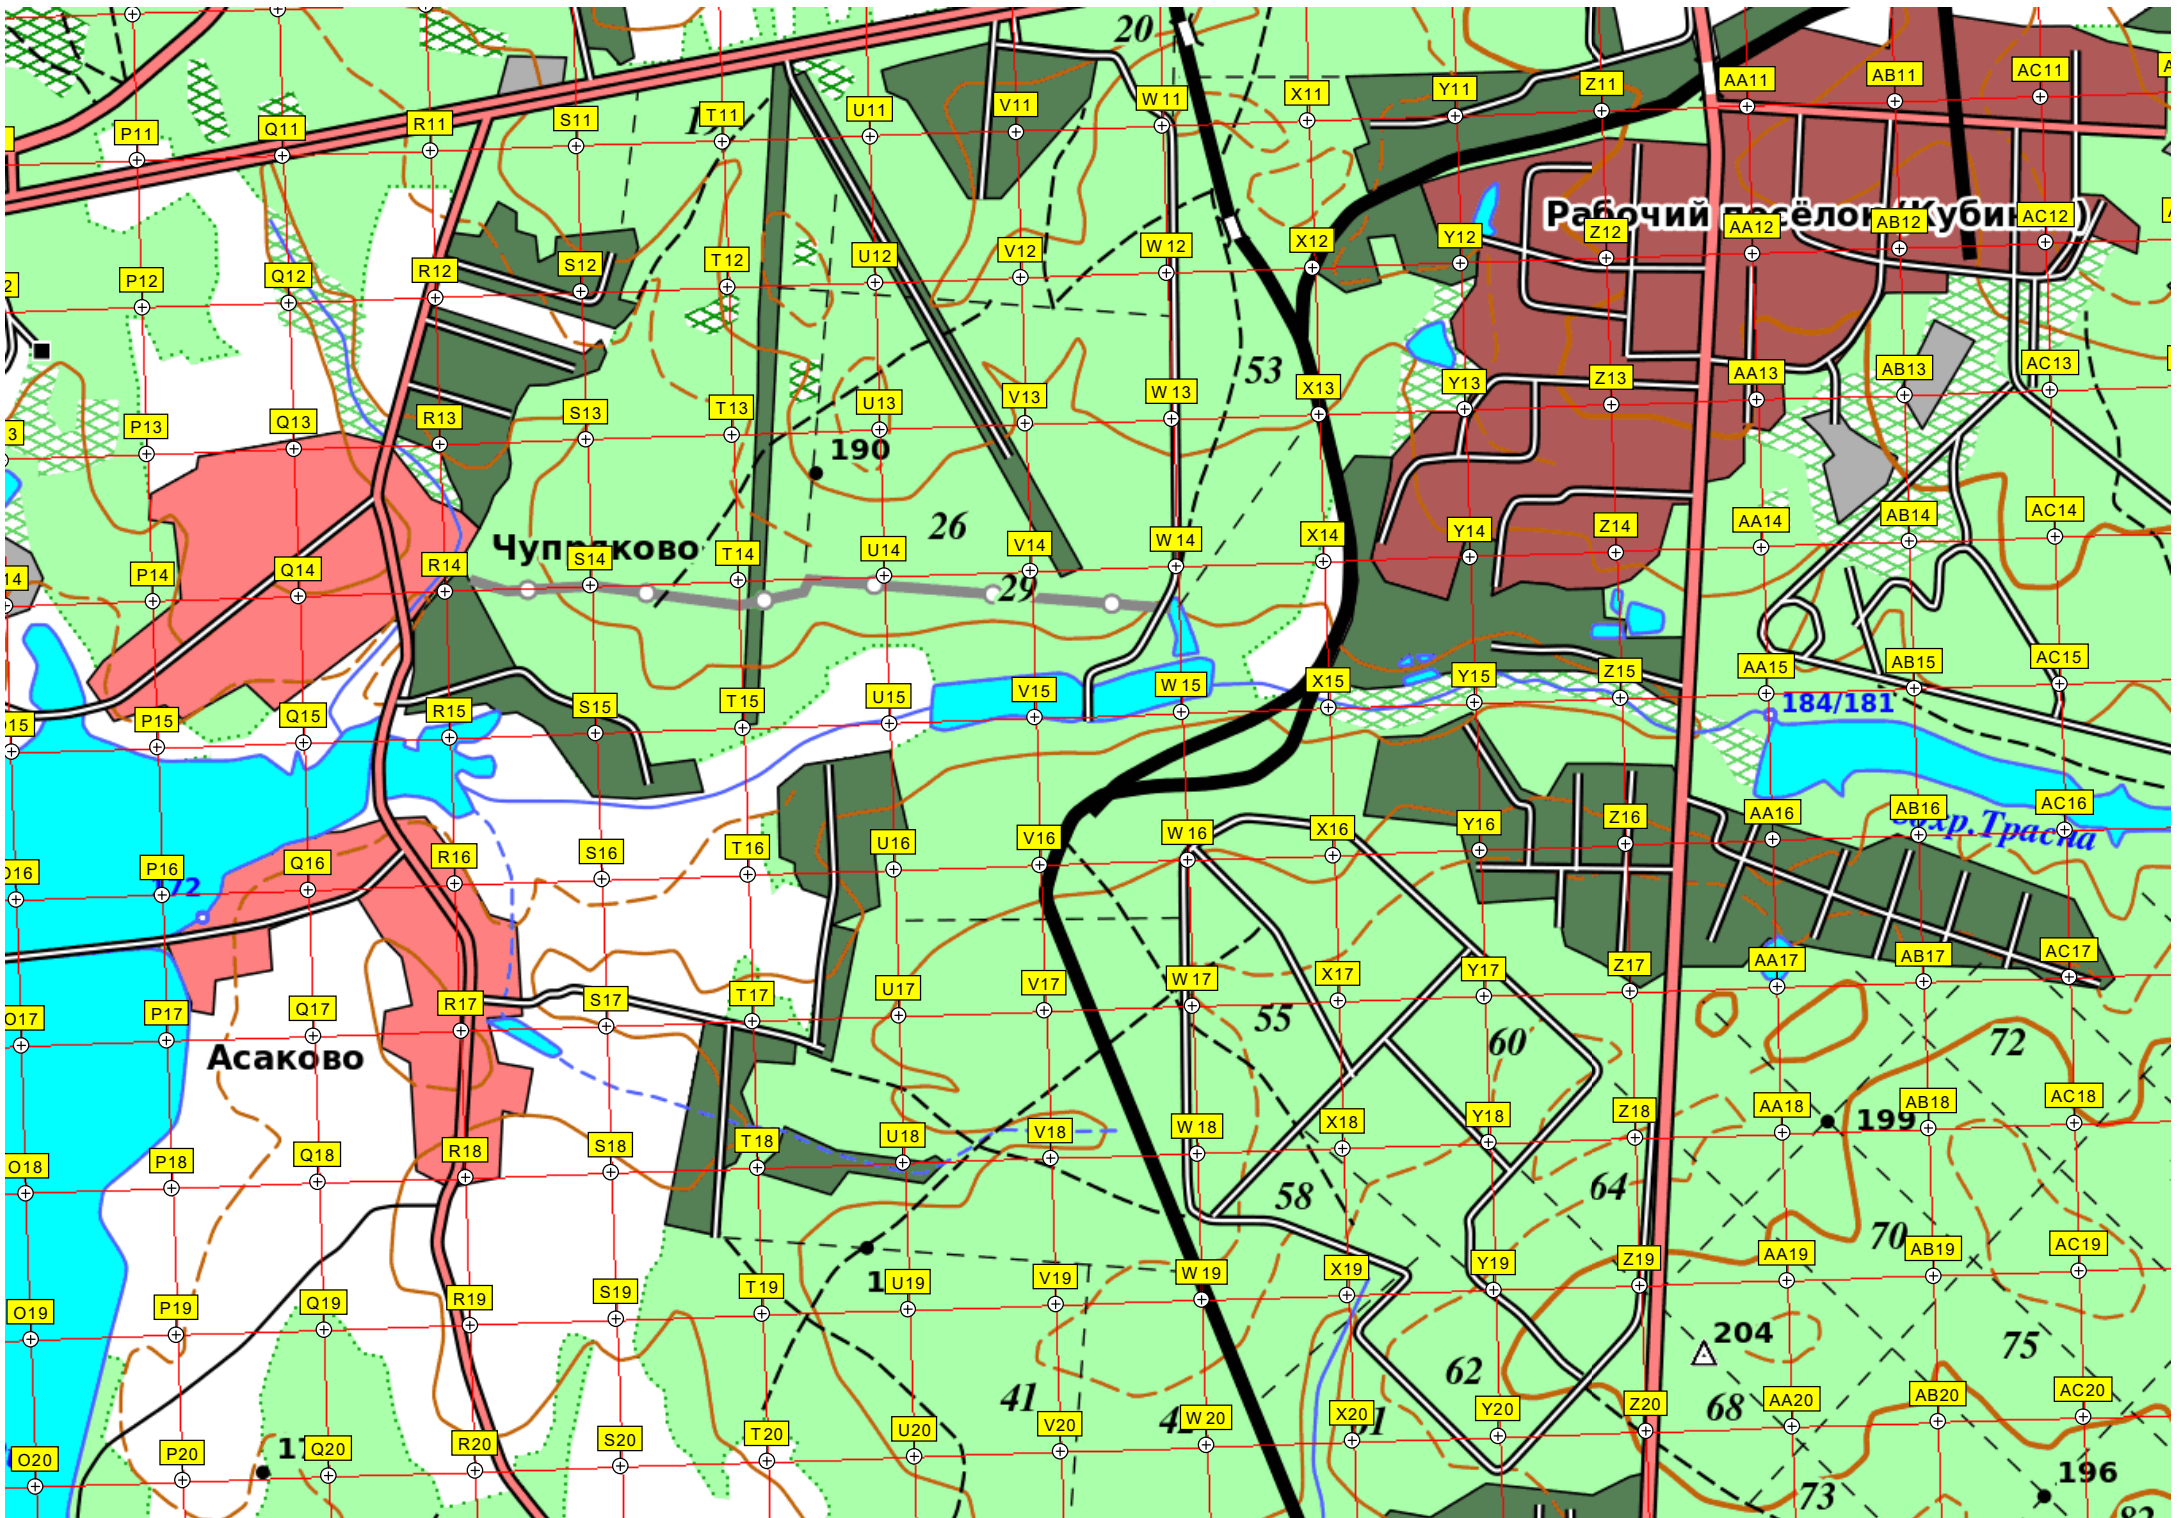 20
P11 Q11 R11 S11 T11 U11 V11 W11 X11 Y11 Z11 AA11 AB11 AC11
Рабочий посёлок (Кубинка)
P12 Q12 R12 S12 T12 U12 V12 W12 X12 Y12 Z12 AA12 AB12 AC12
53
P13 Q13 R13 S13 T13 U13 V13 W13 X13 Y13 Z13 AA13 AB13 AC13
190
26
Чупряково
P14 Q14 R14 S14 T14 U14 V14 W14 X14 Y14 Z14 AA14 AB14 AC14
29
P15 Q15 R15 S15 T15 U15 V15 W15 X15 Y15 Z15 AA15 AB15 AC15
184/181
P16 Q16 R16 S16 T16 U16 V16 W16 X16 Y16 Z16 AA16 AB16 AC16
O17 P17 Q17 R17 S17 T17 U17 V17 W17 X17 Y17 Z17 AA17 AB17 AC17
55 60 72
Асаково
O18 P18 Q18 R18 S18 T18 U18 V18 W18 X18 Y18 Z18 AA18 AB18 AC18
199
58 64
70
O19 P19 Q19 R19 S19 T19 U19 V19 W19 X19 Y19 Z19 AA19 AB19 AC19
204
75
62
41
68
O20 P20 Q20 R20 S20 T20 U20 V20 W20 X20 Y20 Z20 AA20 AB20 AC20
196
73